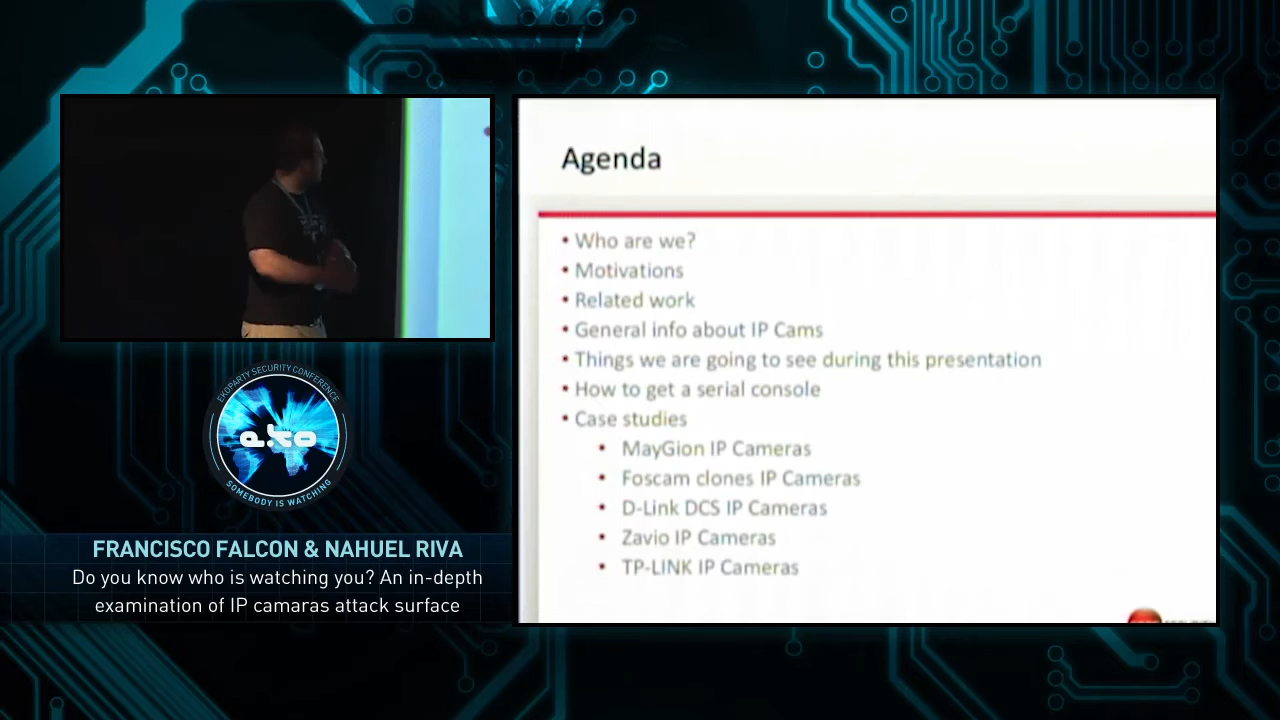 Agenda
• Who are we?
• Motivations
• Related work
• General info about IP Cams
• Things we are going to see during this presentation
• How to get a serial console
• Case studies
• MayGion IP Cameras
• Foscam clones IP Cameras
• D-Link DCS IP Cameras
• Zavio IP Cameras
• TP-LINK IP Cameras
EKOPARTY SECURITY CONFERENCE
eko
SOMEBODY IS WATCHING
FRANCISCO FALCON & NAHUEL RIVA
Do you know who is watching you? An in-depth
examination of IP camaras attack surface